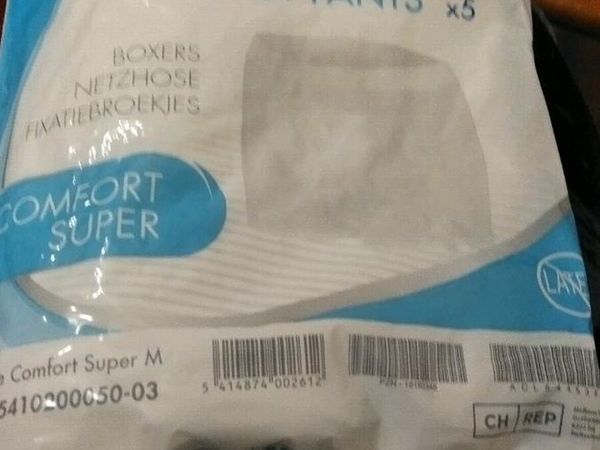 x5
BOXERS
NETZHOSE
FIXATIEBROEKJES
COMFORT
SUPER
Comfort Super M
5410200050-03
5 414874 002612
CH REP